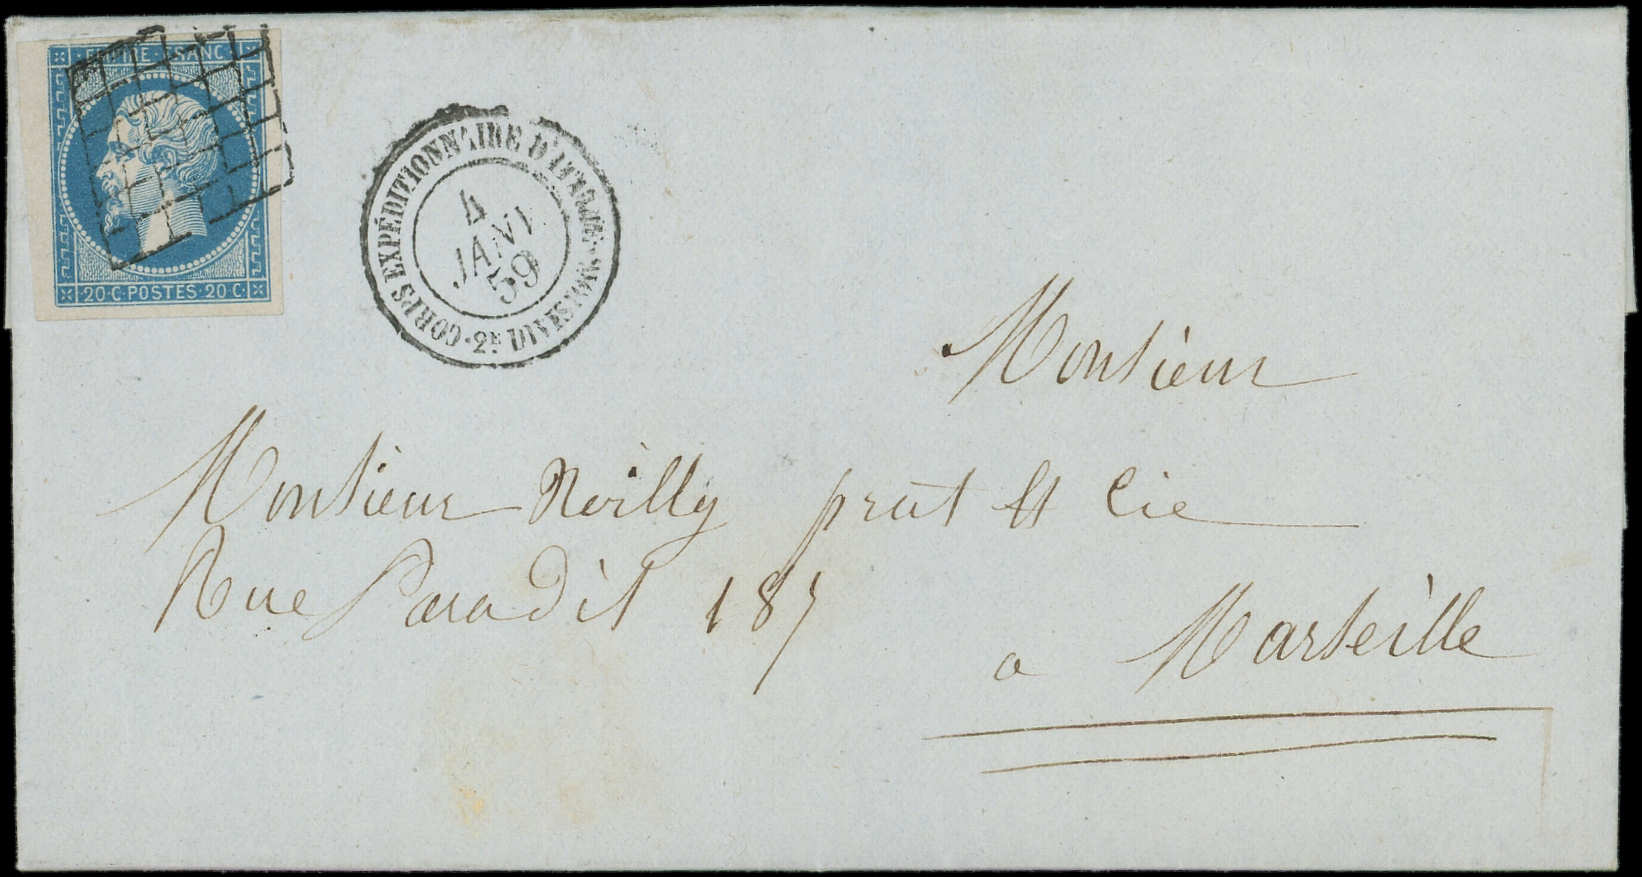 EMPIRE FRANC
20·C·POSTES·20·C·
CORPS EXPÉDITIONNAIRE D'ITALIE
2E DIVISION
4
JANV
59
Monsieur
Monsieur Noilly prat et Cie
Rue Paradis 187
a Marseille